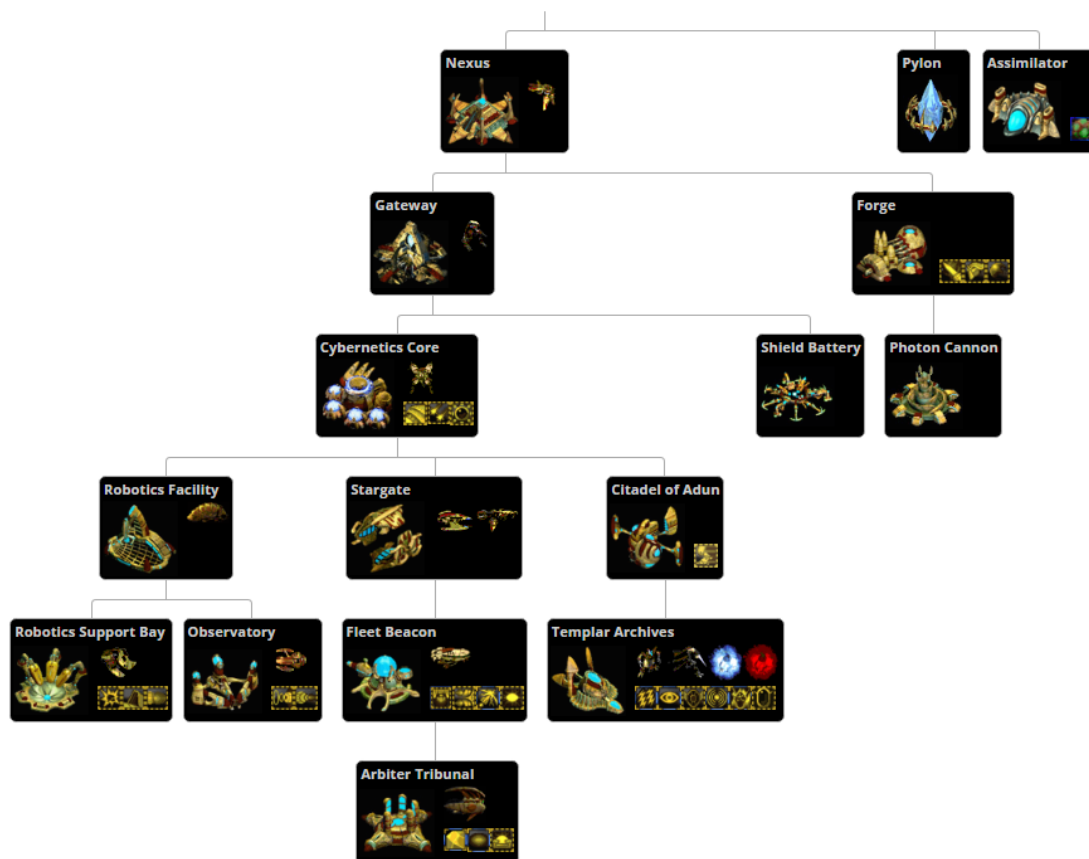 Nexus
Pylon
Assimilator
Gateway
Forge
Cybernetics Core
Shield Battery
Photon Cannon
Robotics Facility
Stargate
Citadel of Adun
Robotics Support Bay
Observatory
Fleet Beacon
Templar Archives
Arbiter Tribunal